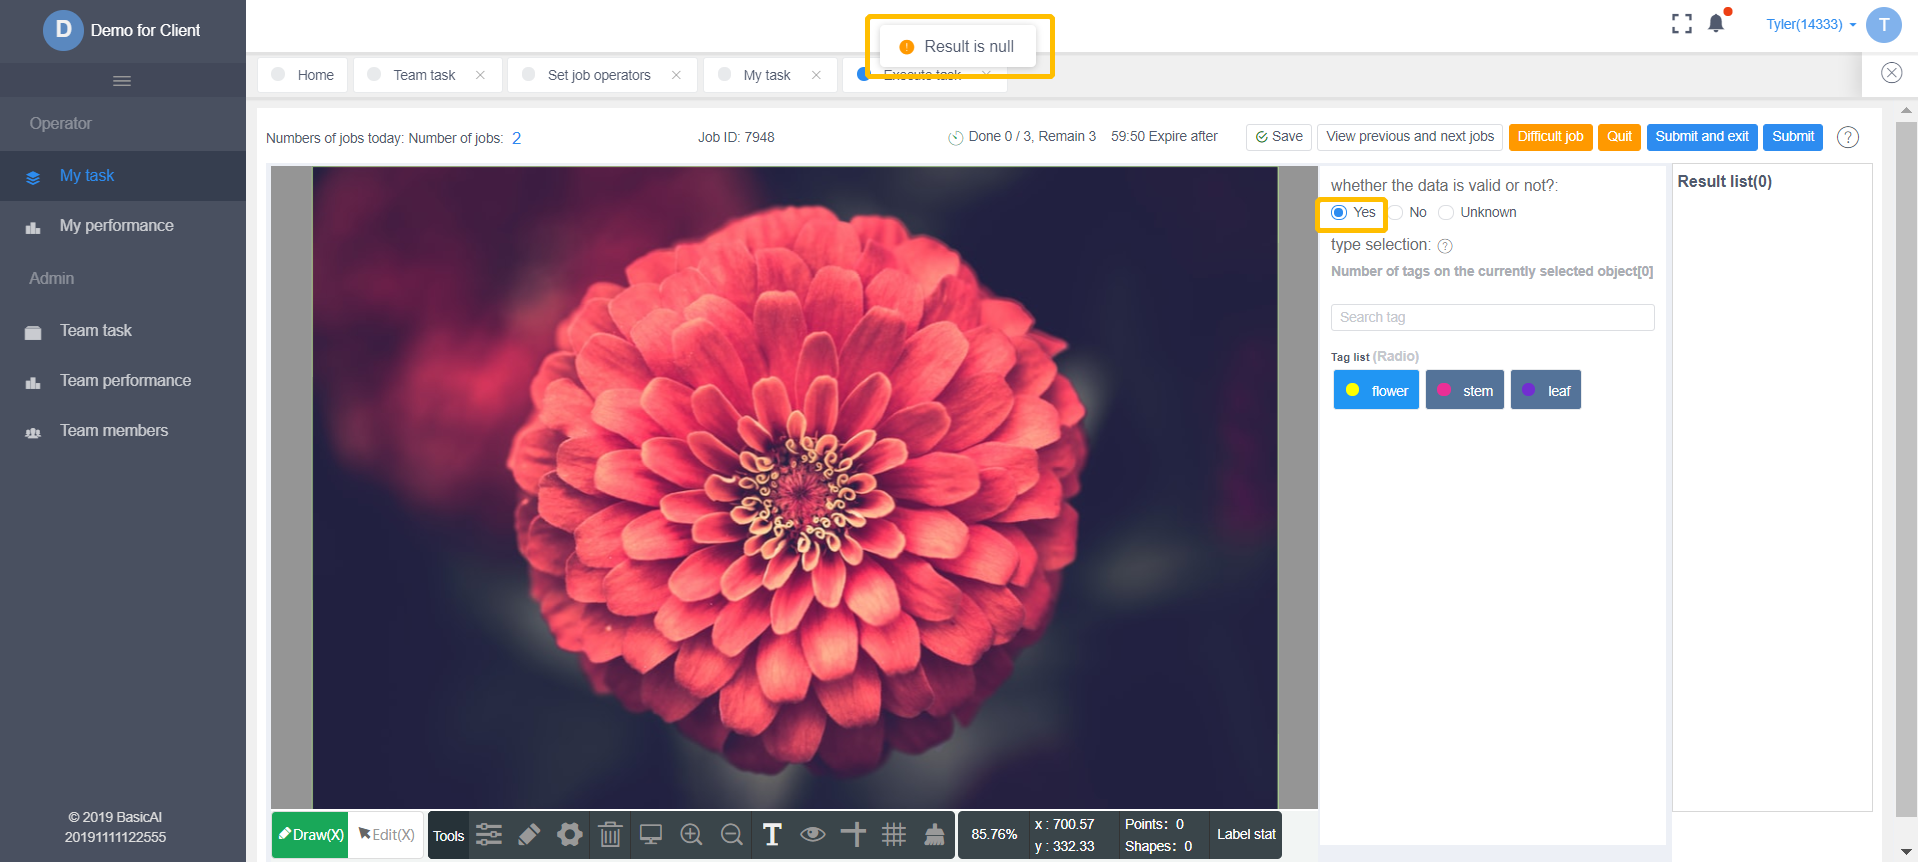 D Demo for Client
Result is null
Tyler(14333)
T
Home
Team task
Set job operators
My task
Execute task
Operator
My task
My performance
Admin
Team task
Team performance
Team members
© 2019 BasicAI
20191111122555
Numbers of jobs today: Number of jobs: 2
Job ID: 7948
Done 0 / 3, Remain 3
59:50 Expire after
Save
View previous and next jobs
Difficult job
Quit
Submit and exit
Submit
?
whether the data is valid or not?:
Yes No Unknown
type selection: ?
Number of tags on the currently selected object[0]
Search tag
Tag list (Radio)
flower stem leaf
Result list(0)
Draw(X)
Edit(X)
Tools
T
85.76%
x : 700.57
y : 332.33
Points: 0
Shapes: 0
Label stat